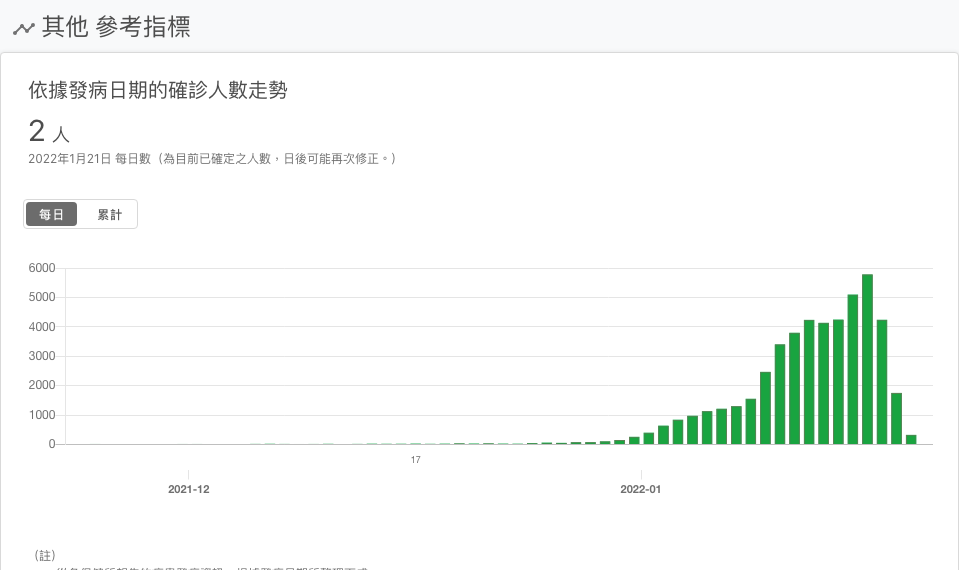 其他 參考指標
依據發病日期的確診人數走勢
2 人
2022年1月21日 每日數（為目前已確定之人數，日後可能再次修正。）
每日 累計
6000
5000
4000
3000
2000
1000
0
17
2021-12 2022-01
（註）